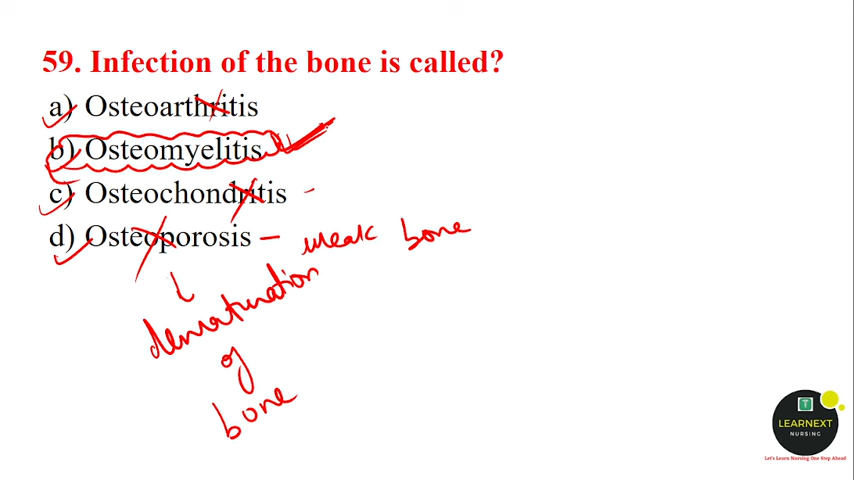 59. Infection of the bone is called?
a) Osteoarthritis
b) Osteomyelitis
c) Osteochondritis
d) Osteoporosis – weak bone
dematuration
of
bone
T
LEARNEXT
NURSING
Let's Learn Nursing One Step Ahead